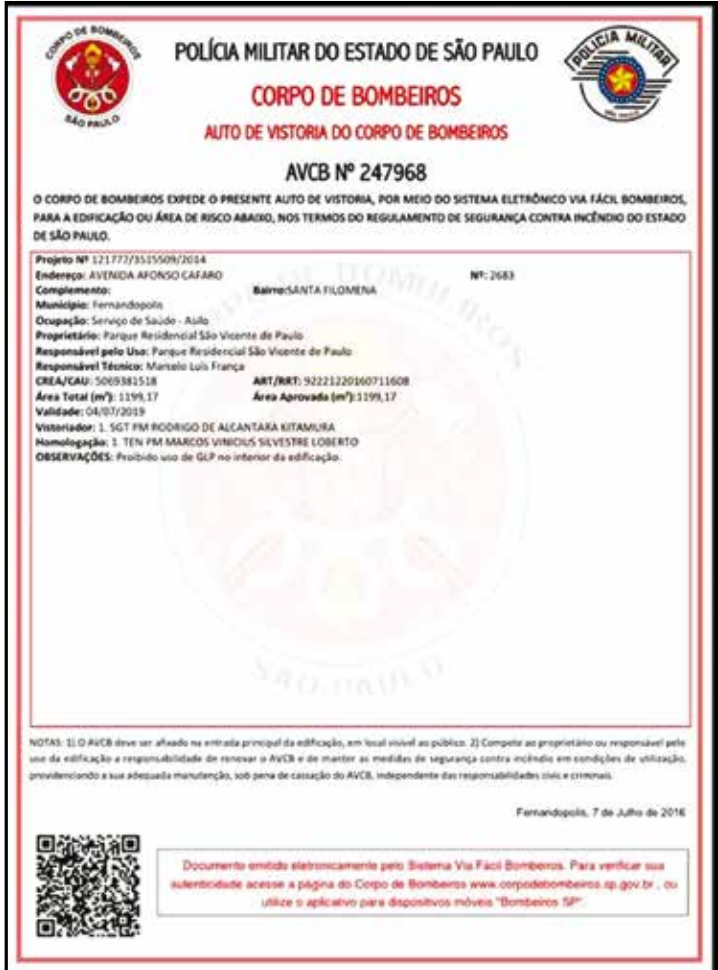 CORPO DE BOMBEIROS
SÃO PAULO
POLÍCIA MILITAR DO ESTADO DE SÃO PAULO
POLICIA MILITAR
SÃO PAULO
CORPO DE BOMBEIROS
AUTO DE VISTORIA DO CORPO DE BOMBEIROS
AVCB Nº 247968
O CORPO DE BOMBEIROS EXPEDE O PRESENTE AUTO DE VISTORIA, POR MEIO DO SISTEMA ELETRÔNICO VIA FÁCIL BOMBEIROS,
PARA A EDIFICAÇÃO OU ÁREA DE RISCO ABAIXO, NOS TERMOS DO REGULAMENTO DE SEGURANÇA CONTRA INCÊNDIO DO ESTADO
DE SÃO PAULO.
Projeto Nº 121777/3515509/2014
Endereço: AVENIDA AFONSO CAFARO Nº: 2683
Complemento: Bairro:SANTA FILOMENA
Município: Fernandopolis
Ocupação: Serviço de Saúde - Asilo
Proprietário: Parque Residencial São Vicente de Paulo
Responsável pelo Uso: Parque Residencial São Vicente de Paulo
Responsável Técnico: Marcelo Luis França
CREA/CAU: 5069381518 ART/RRT: 92221220160711608
Área Total (m²): 1199,17 Área Aprovada (m²):1199,17
Validade: 04/07/2019
Vistoriador: 1. SGT PM RODRIGO DE ALCANTARA KITAMURA
Homologação: 1. TEN PM MARCOS VINICIUS SILVESTRE LOBERTO
OBSERVAÇÕES: Proibido uso de GLP no interior da edificação.
CORPO DE BOMBEIROS
SÃO PAULO
NOTAS: 1) O AVCB deve ser afixado na entrada principal da edificação, em local visível ao público. 2) Compete ao proprietário ou responsável pelo
uso da edificação a responsabilidade de renovar o AVCB e de manter as medidas de segurança contra incêndio em condições de utilização,
providenciando a sua adequada manutenção, sob pena de cassação do AVCB, independente das responsabilidades civis e criminais.
Fernandopolis, 7 de Julho de 2016
Documento emitido eletronicamente pelo Sistema Via Fácil Bombeiros. Para verificar sua
autenticidade acesse a página do Corpo de Bombeiros www.corpodebombeiros.sp.gov.br , ou
utilize o aplicativo para dispositivos móveis "Bombeiros SP".